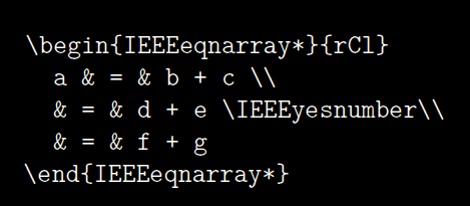 \begin{IEEEeqnarray*}{rCl}
a & = & b + c \\
& = & d + e \IEEEyesnumber\\
& = & f + g
\end{IEEEeqnarray*}